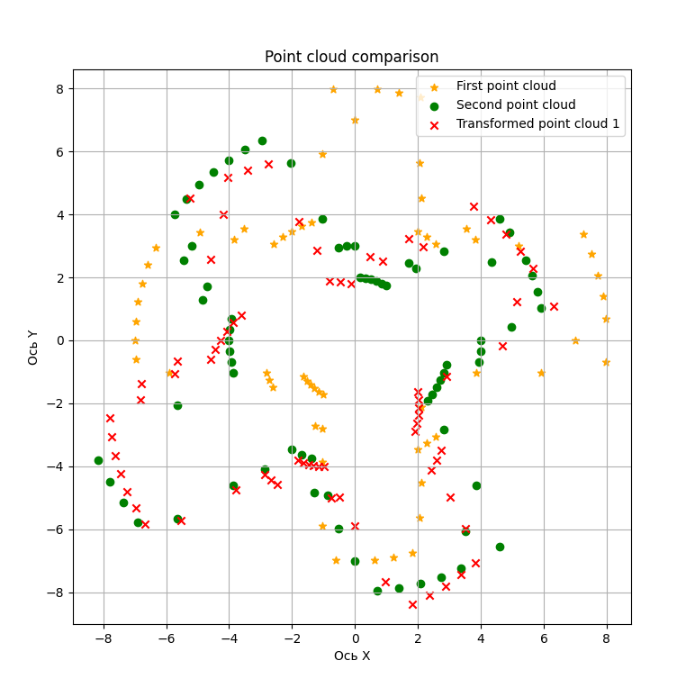 Point cloud comparison
First point cloud
Second point cloud
Transformed point cloud 1
8
6
4
2
0
−2
−4
−6
−8
Ось Y
−8 −6 −4 −2 0 2 4 6 8
Ось X